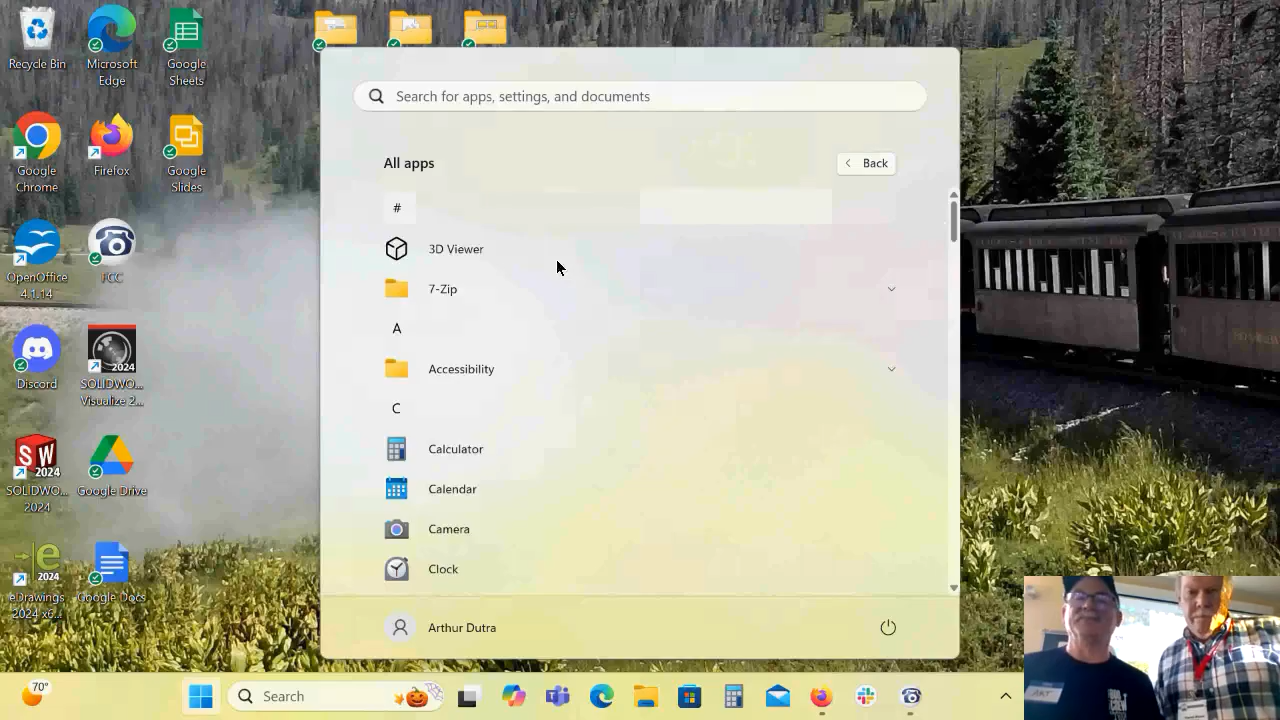 Recycle Bin
Microsoft
Edge
Google
Sheets
Google
Chrome
Firefox
Google
Slides
OpenOffice
4.1.14
FCC
Discord
2024
SOLIDWO...
Visualize 2...
SW
2024
SOLIDWO...
2024
Google Drive
e
2024
eDrawings
2024 x6...
Google Docs
Search for apps, settings, and documents
All apps
Back
#
3D Viewer
7-Zip
A
Accessibility
C
Calculator
Calendar
Camera
Clock
Arthur Dutra
70°
Search
ART